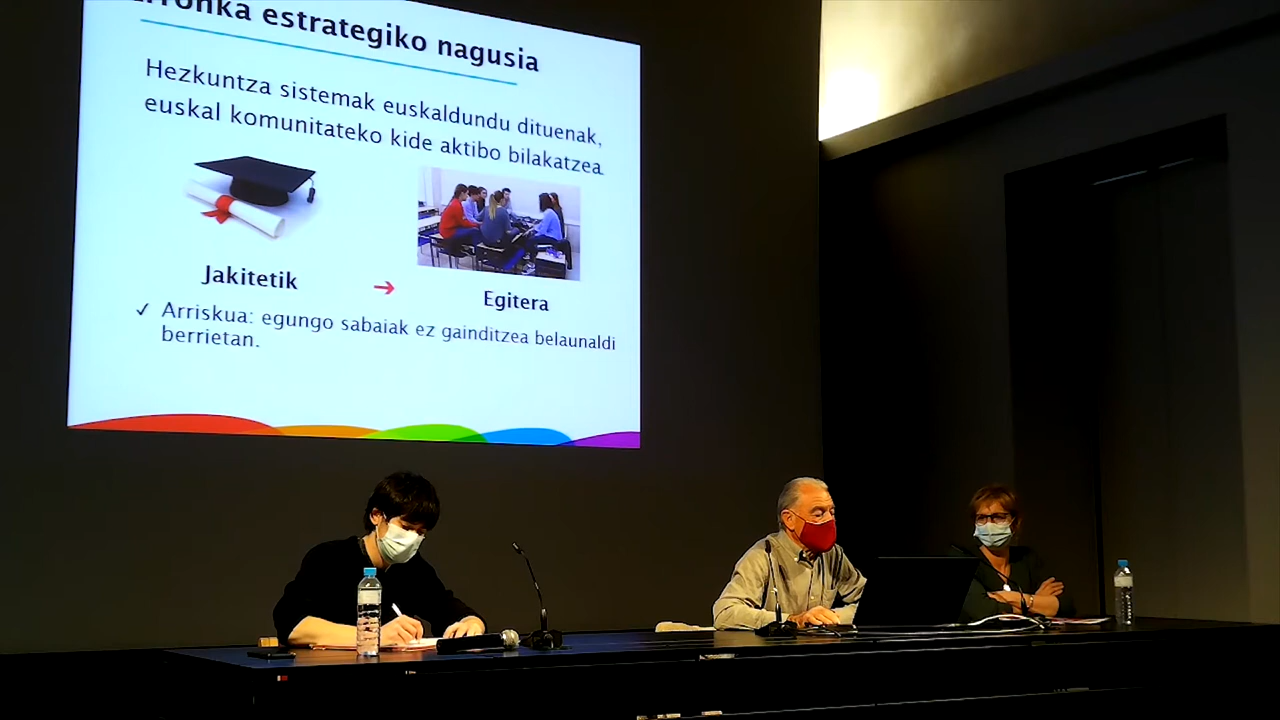 estrategiko nagusia
Hezkuntza sistemak euskaldundu dituenak,
euskal komunitateko kide aktibo bilakatzea
Jakitetik → Egitera
✓ Arriskua: egungo sabaiak ez gainditzea belaunaldi
berrietan.